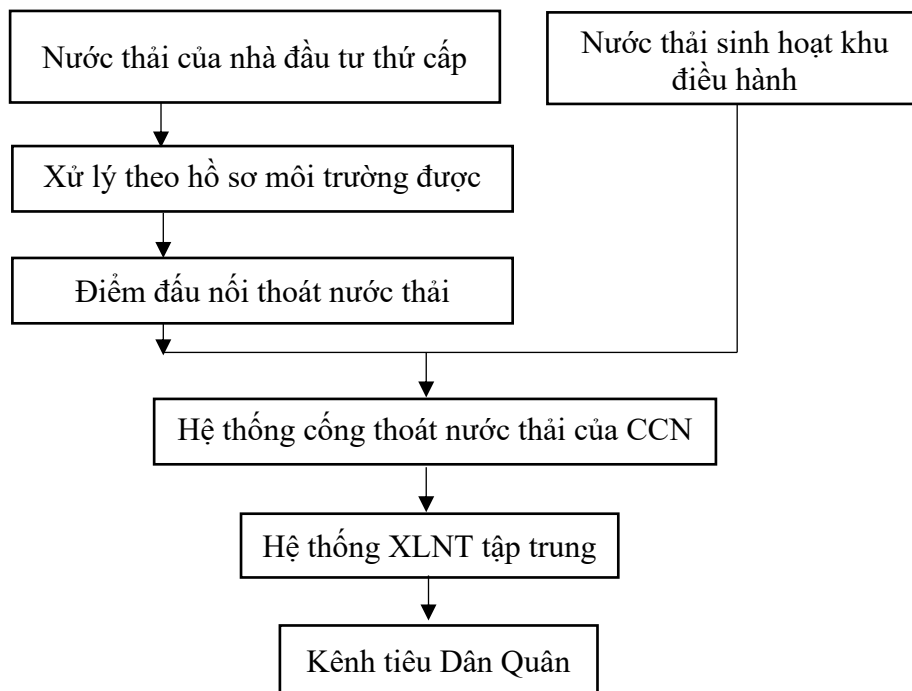 Nước thải của nhà đầu tư thứ cấp
Nước thải sinh hoạt khu
điều hành
Xử lý theo hồ sơ môi trường được
Điểm đấu nối thoát nước thải
Hệ thống cống thoát nước thải của CCN
Hệ thống XLNT tập trung
Kênh tiêu Dân Quân